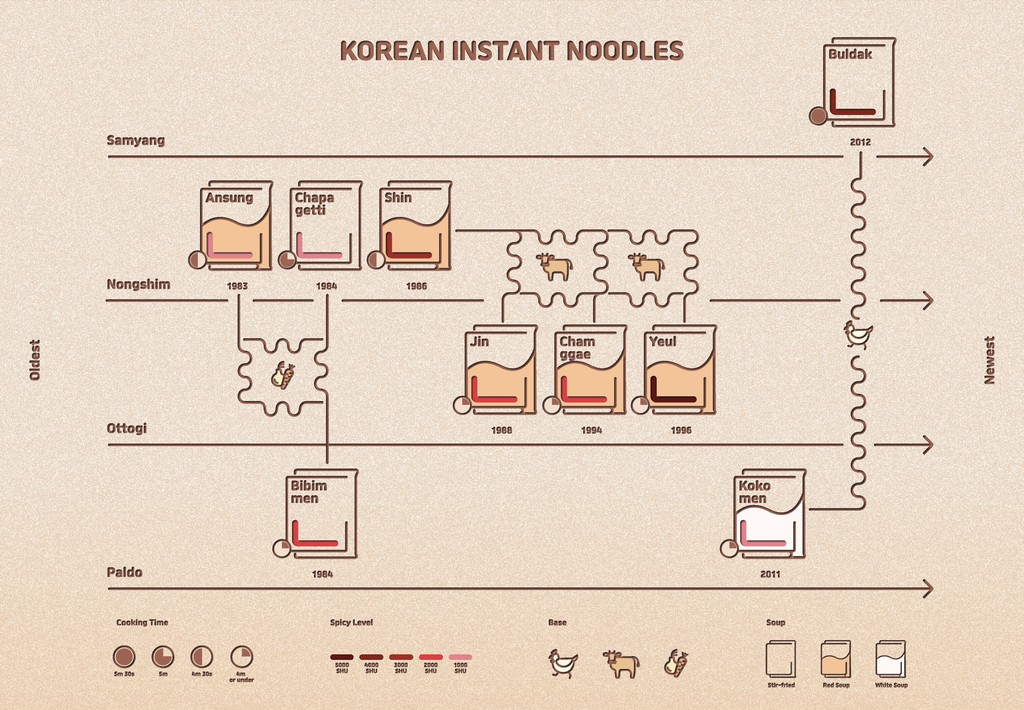 KOREAN INSTANT NOODLES
Buldak
2012
Samyang
Ansung
Chapa
getti
Shin
1983
1984
1986
Nongshim
Jin
Cham
ggae
Yeul
1988
1994
1996
Oldest
Newest
Ottogi
Bibim
men
1984
Koko
men
2011
Paldo
Cooking Time
5m 30s
5m
4m 30s
4m
or under
Spicy Level
5000
SHU
4000
SHU
3000
SHU
2000
SHU
1000
SHU
Base
Soup
Stir-fried
Red Soup
White Soup